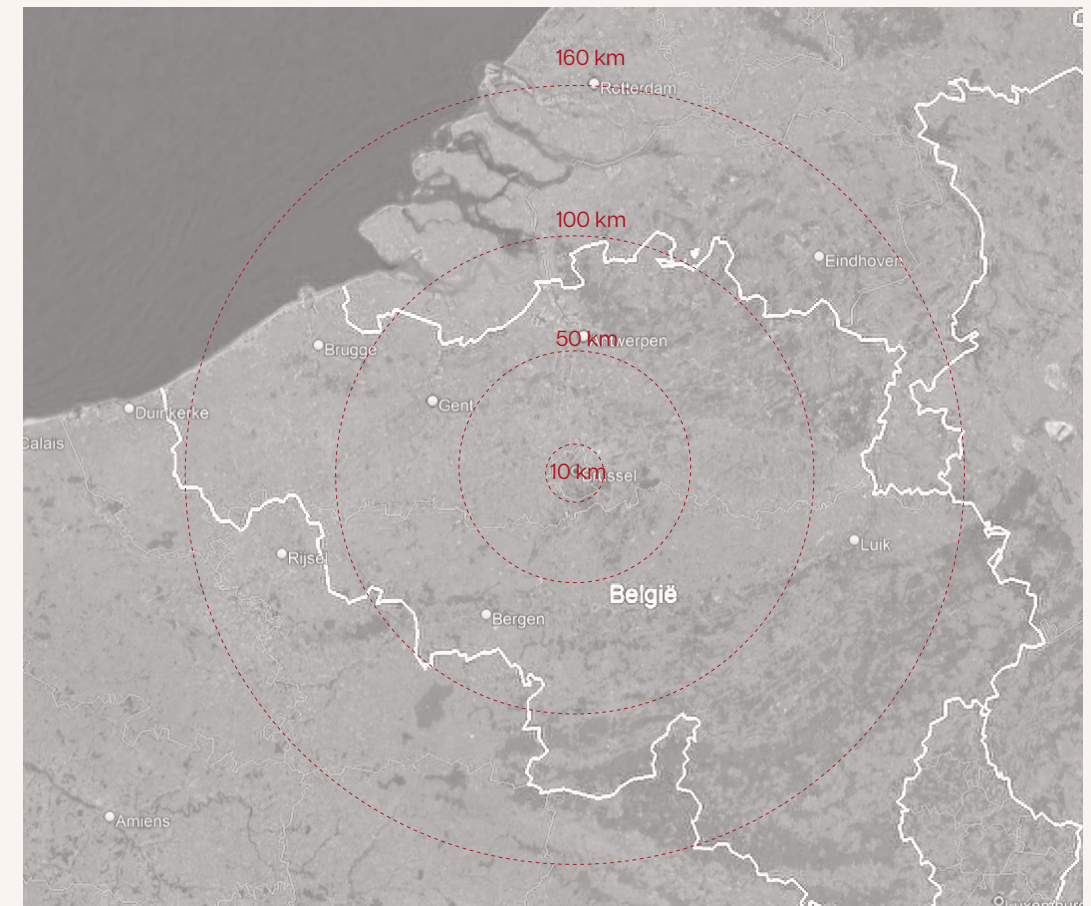 160 km
Rotterdam
100 km
Eindhoven
50 km
Antwerpen
Brugge
Gent
Duinkerke
Calais
10 km
Brussel
Luik
Rijsel
België
Bergen
Amiens
Luxemburg